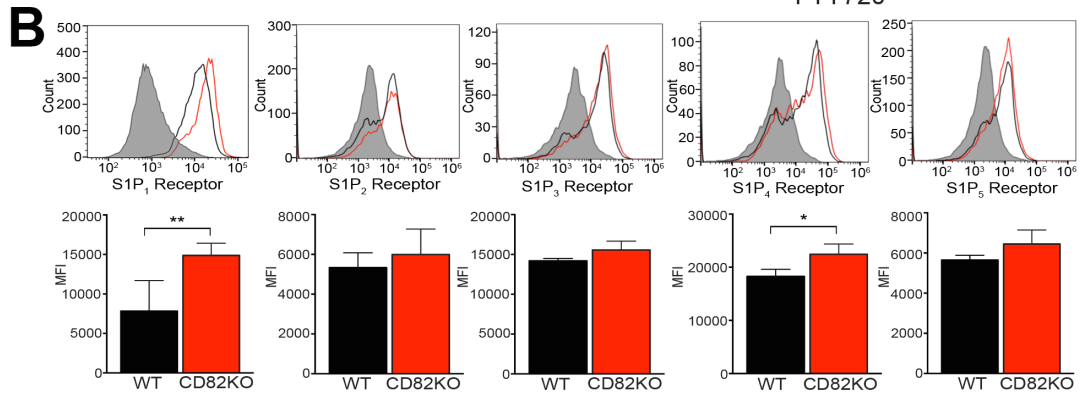 B
500
400
300
200
100
0
Count
10² 10³ 10⁴ 10⁵
S1P₁ Receptor
300
200
100
0
Count
10² 10³ 10⁴ 10⁵ 10⁶
S1P₂ Receptor
120
90
60
30
0
Count
10² 10³ 10⁴ 10⁵ 10⁶
S1P₃ Receptor
100
80
60
40
20
0
Count
10² 10³ 10⁴ 10⁵ 10⁶
S1P₄ Receptor
250
200
150
100
50
0
Count
10² 10³ 10⁴ 10⁵ 10⁶
S1P₅ Receptor
20000
15000
10000
5000
0
MFI
**
WT CD82KO
8000
6000
4000
2000
0
MFI
WT CD82KO
20000
15000
10000
5000
0
MFI
WT CD82KO
30000
20000
10000
0
MFI
*
WT CD82KO
8000
6000
4000
2000
0
MFI
WT CD82KO